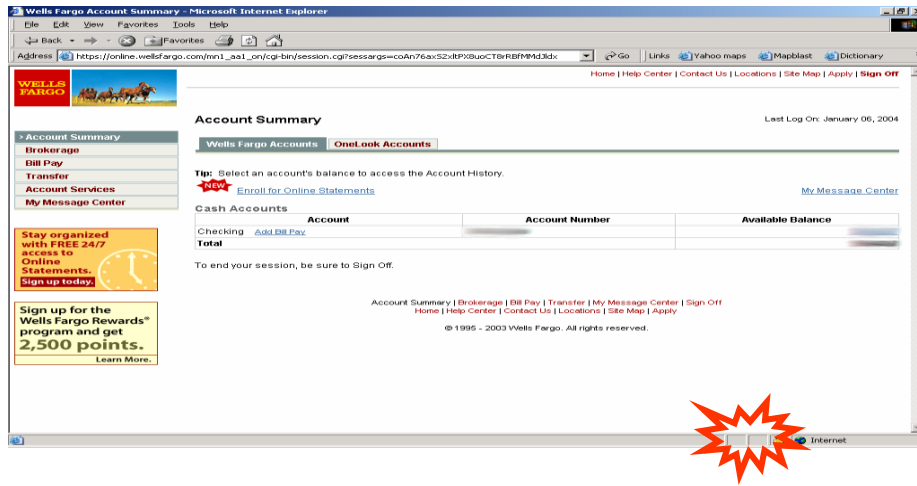 Wells Fargo Account Summary - Microsoft Internet Explorer
File Edit View Favorites Tools Help
Back Favorites
Address https://online.wellsfargo.com/mn1_aa1_on/cgi-bin/session.cgi?sessargs= Go Links Yahoo maps Mapblast Dictionary
WELLS
FARGO
Home | Help Center | Contact Us | Locations | Site Map | Apply | Sign Off
Account Summary
Last Log On: January 06, 2004
> Account Summary
Brokerage
Bill Pay
Transfer
Account Services
My Message Center
Wells Fargo Accounts OneLook Accounts
Tip: Select an account's balance to access the Account History.
NEW Enroll for Online Statements
My Message Center
Cash Accounts
Account Account Number Available Balance
Checking Add Bill Pay
Total
To end your session, be sure to Sign Off.
Stay organized
with FREE 24/7
access to
Online
Statements.
Sign up today.
Sign up for the
Wells Fargo Rewards®
program and get
2,500 points.
Learn More.
Account Summary | Brokerage | Bill Pay | Transfer | My Message Center | Sign Off
Home | Help Center | Contact Us | Locations | Site Map | Apply
© 1995 - 2003 Wells Fargo. All rights reserved.
Internet